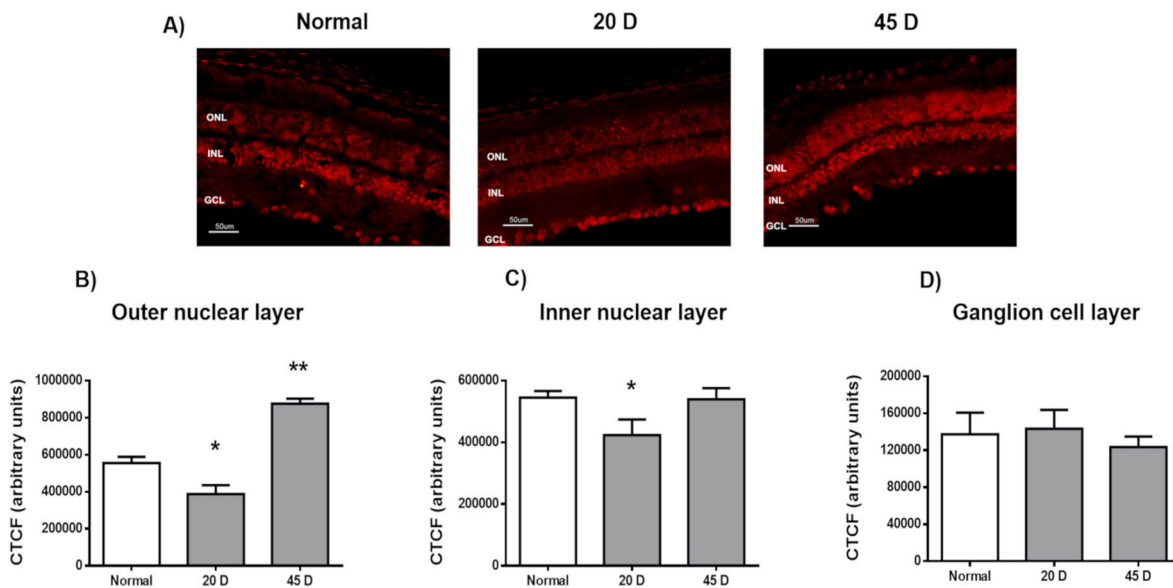 A)
Normal
20 D
45 D
ONL
INL
GCL
50um
ONL
INL
50um
GCL
ONL
INL
GCL
50um
B)
Outer nuclear layer
CTCF (arbitrary units)
1000000
800000
600000
400000
200000
0
*
**
Normal
20 D
45 D
C)
Inner nuclear layer
CTCF (arbitrary units)
600000
400000
200000
0
*
Normal
20 D
45 D
D)
Ganglion cell layer
CTCF (arbitrary units)
200000
160000
120000
80000
40000
0
Normal
20 D
45 D